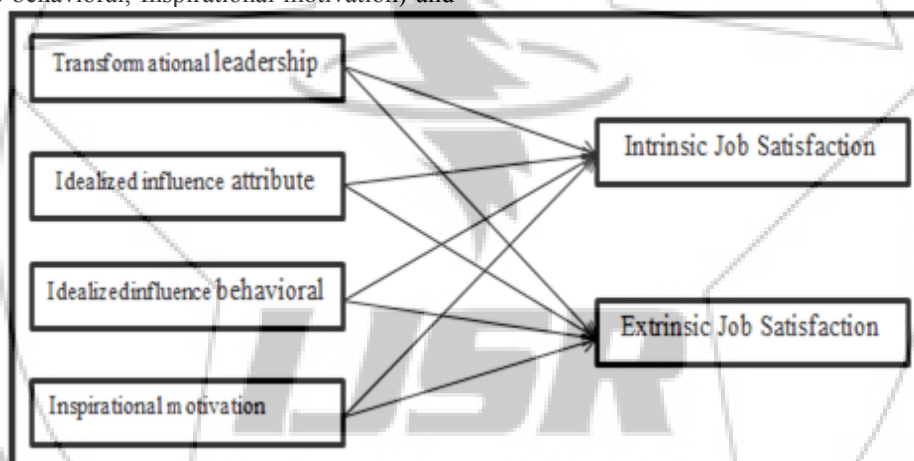 behavioral, Inspirational motivation) and
Transformational leadership
Idealized influence attribute
Idealized influence behavioral
Inspirational motivation
Intrinsic Job Satisfaction
Extrinsic Job Satisfaction
IJSR